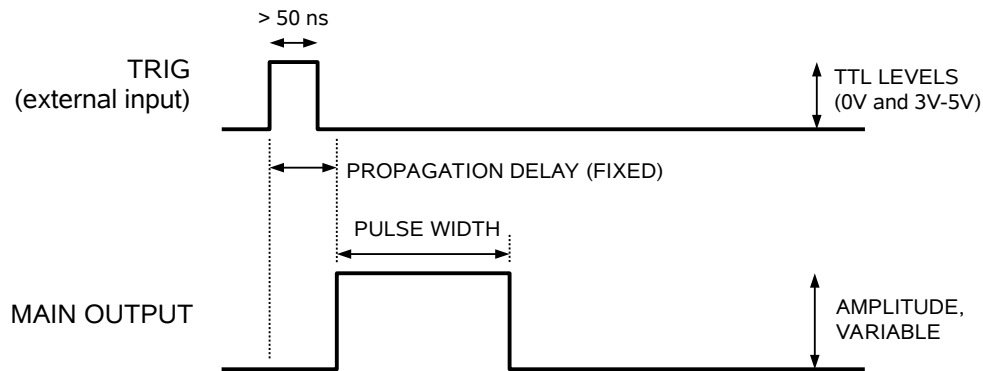 > 50 ns
TRIG
(external input)
TTL LEVELS
(0V and 3V-5V)
PROPAGATION DELAY (FIXED)
PULSE WIDTH
MAIN OUTPUT
AMPLITUDE,
VARIABLE